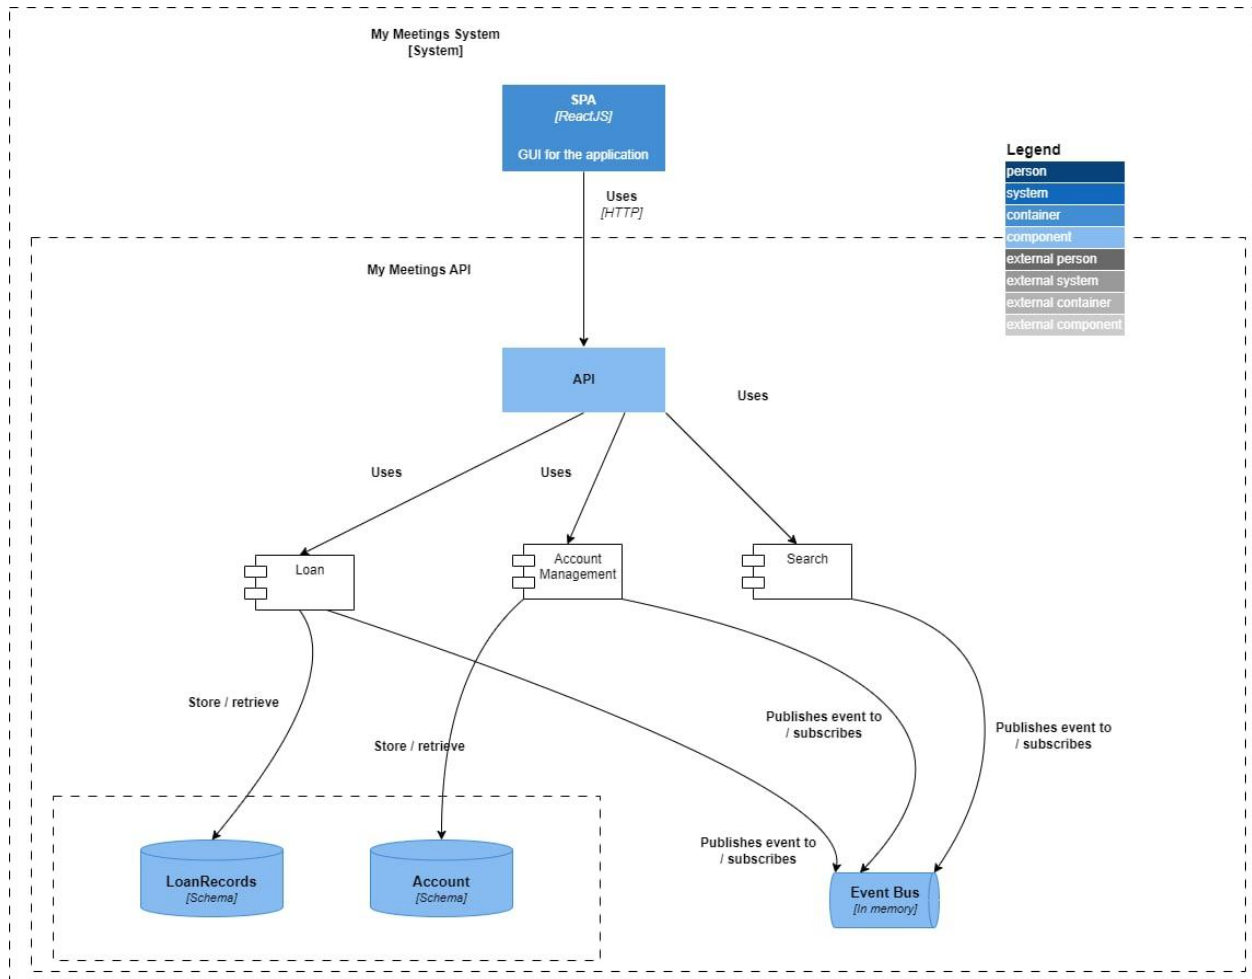 My Meetings System
[System]
SPA
[ReactJS]
GUI for the application
Legend
person
system
container
component
external person
external system
external container
external component
Uses
[HTTP]
My Meetings API
API
Uses
Uses
Uses
Loan
Account
Management
Search
Store / retrieve
Store / retrieve
Publishes event to
/ subscribes
Publishes event to
/ subscribes
Publishes event to
/ subscribes
LoanRecords
[Schema]
Account
[Schema]
Event Bus
[In memory]